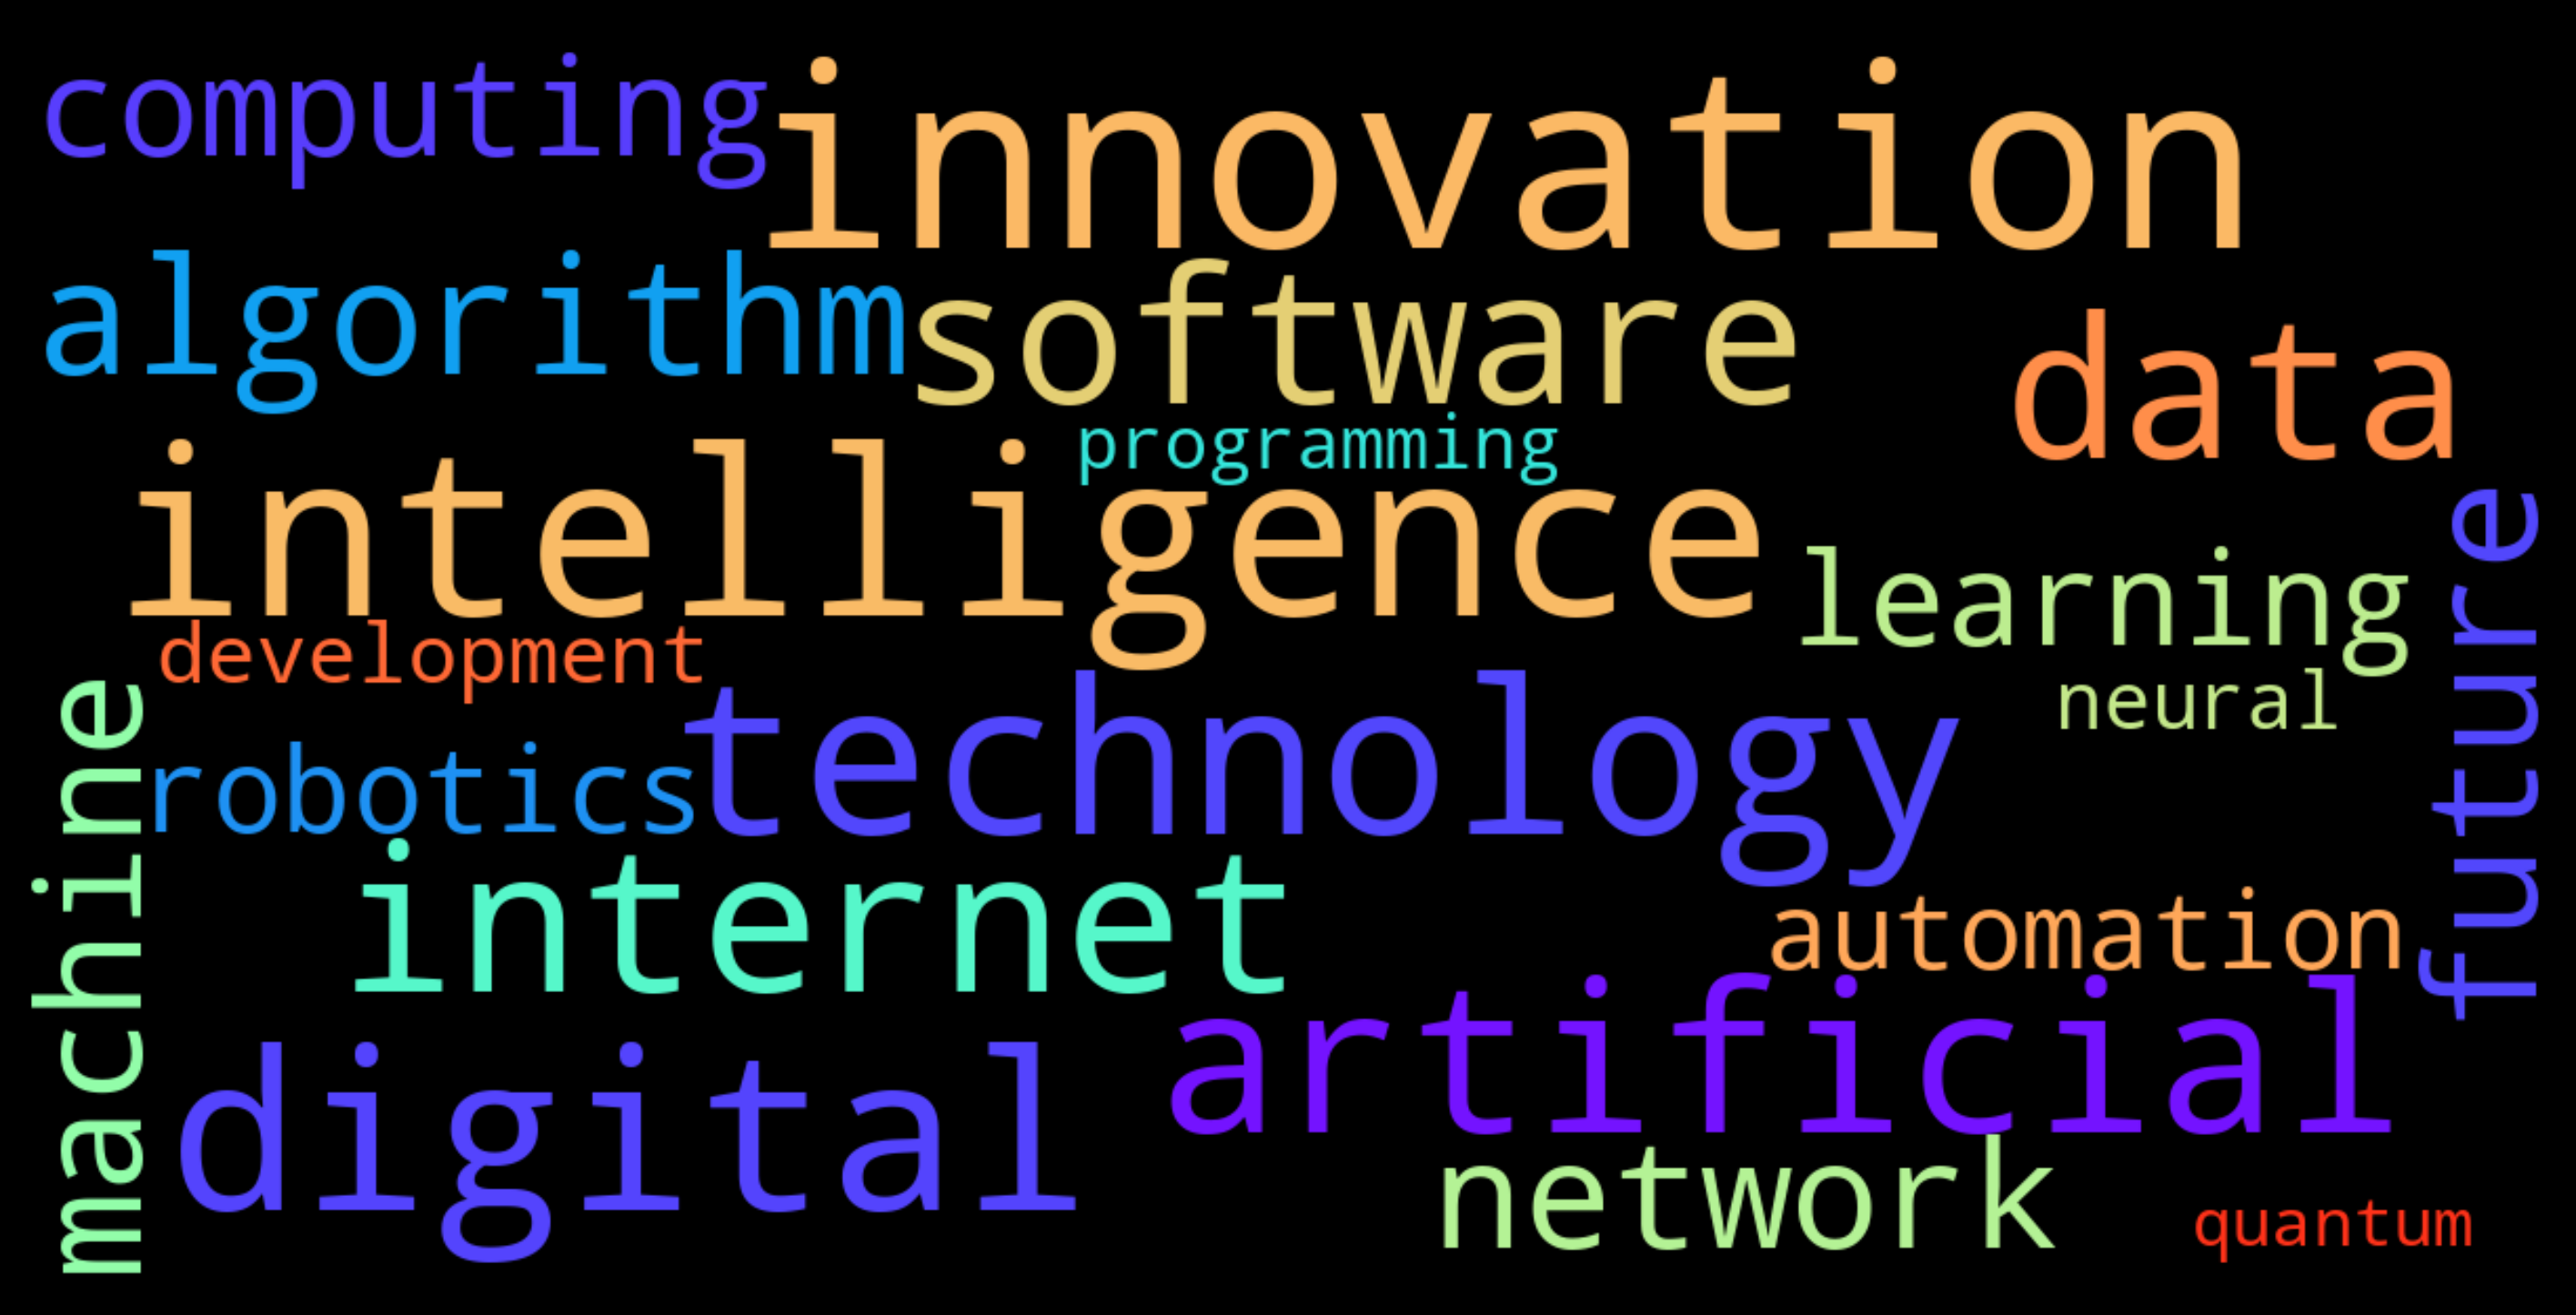 computing
innovation
algorithm
software
data
programming
intelligence
learning
future
development
neural
machine
robotics
technology
internet
automation
artificial
digital
network
quantum